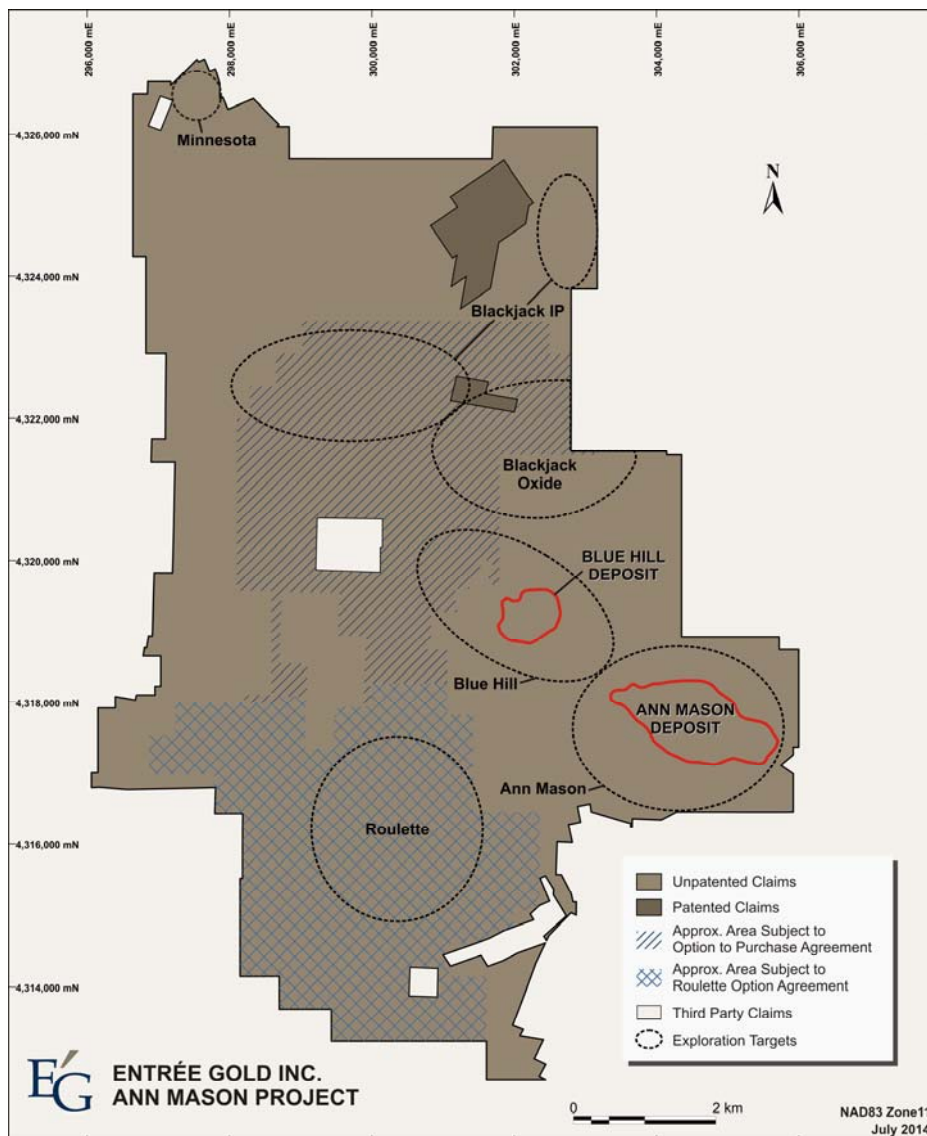 296,000 mE
298,000 mE
300,000 mE
302,000 mE
304,000 mE
306,000 mE
4,326,000 mN
Minnesota
N
4,324,000 mN
Blackjack IP
4,322,000 mN
Blackjack
Oxide
4,320,000 mN
BLUE HILL
DEPOSIT
Blue Hill
4,318,000 mN
ANN MASON
DEPOSIT
Ann Mason
Roulette
4,316,000 mN
4,314,000 mN
Unpatented Claims
Patented Claims
Approx. Area Subject to
Option to Purchase Agreement
Approx. Area Subject to
Roulette Option Agreement
Third Party Claims
Exploration Targets
EG
ENTRÉE GOLD INC.
ANN MASON PROJECT
0 2 km
NAD83 Zone11
July 2014